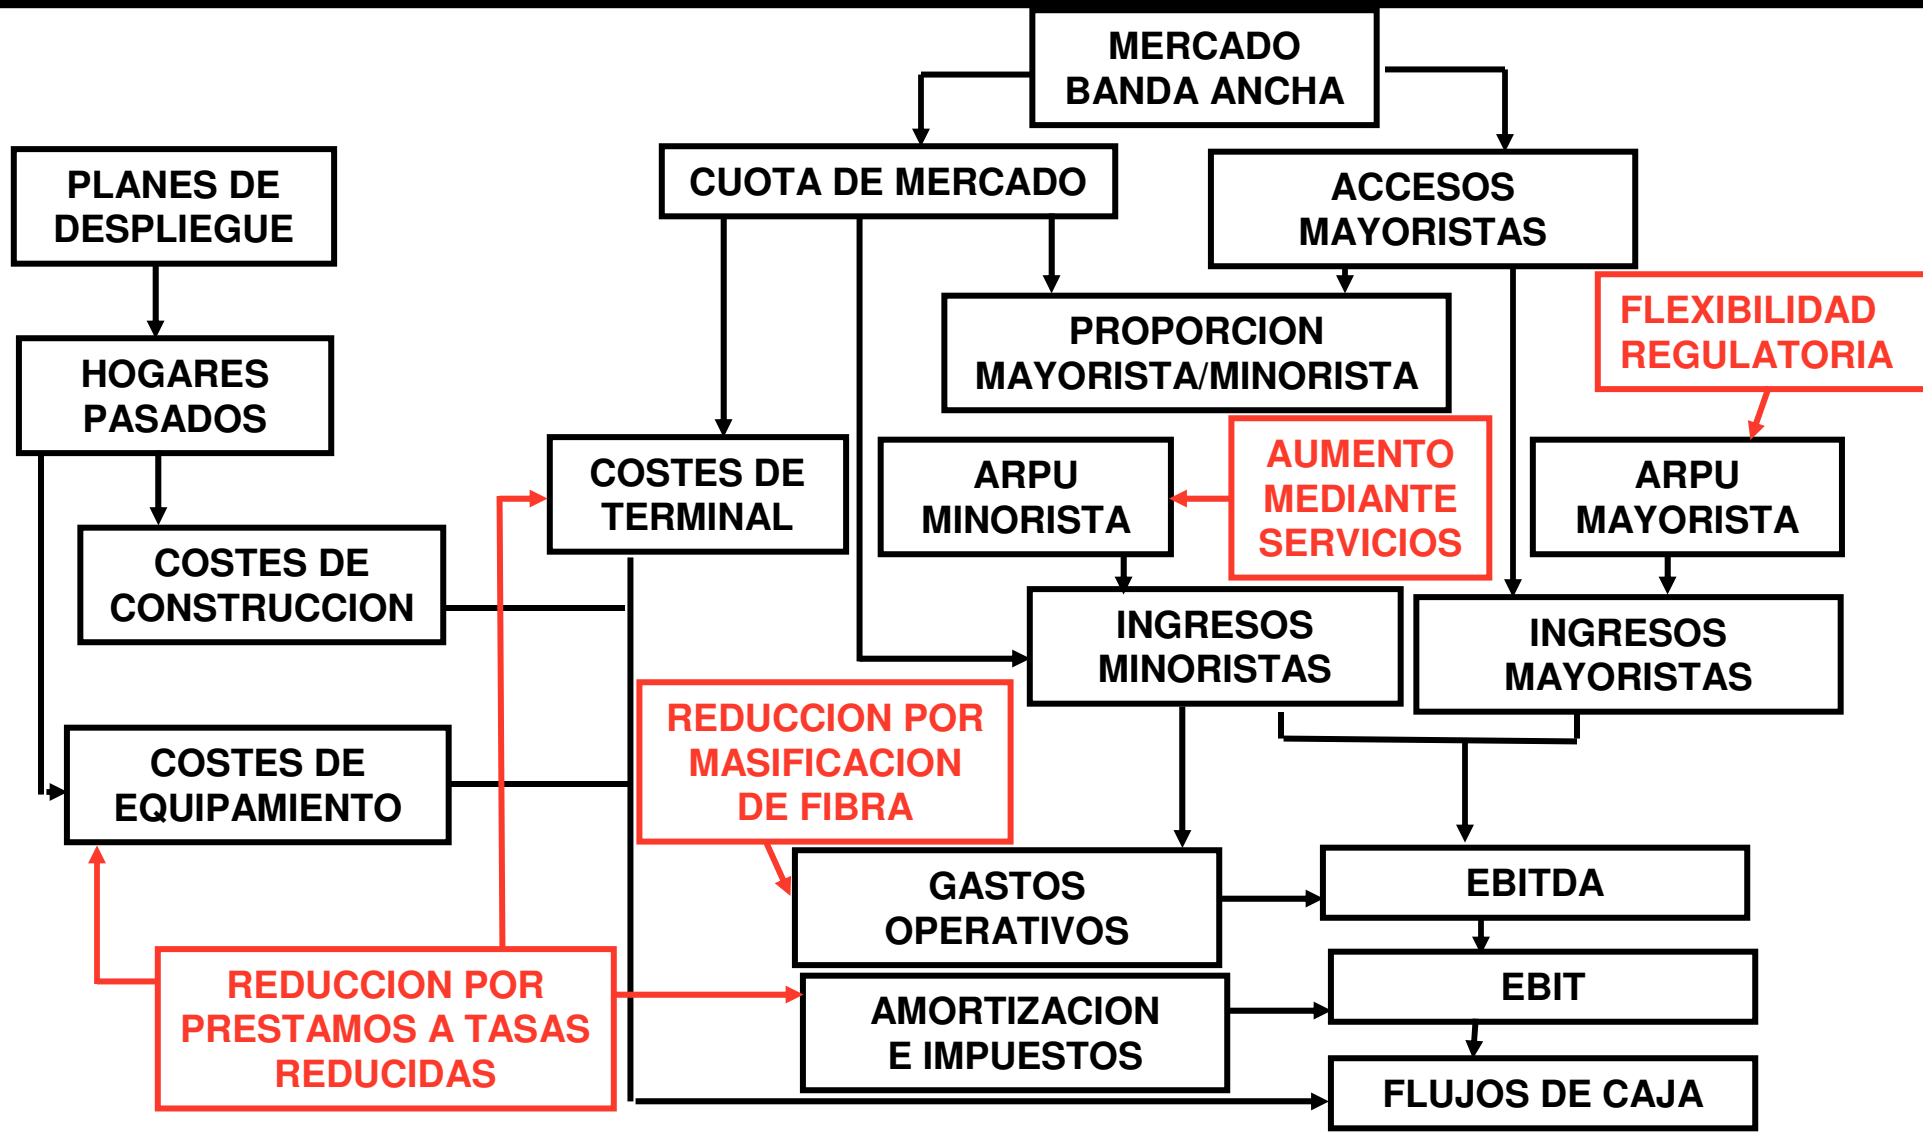 MERCADO
BANDA ANCHA
PLANES DE
DESPLIEGUE
CUOTA DE MERCADO
ACCESOS
MAYORISTAS
HOGARES
PASADOS
PROPORCION
MAYORISTA/MINORISTA
FLEXIBILIDAD
REGULATORIA
COSTES DE
TERMINAL
ARPU
MINORISTA
AUMENTO
MEDIANTE
SERVICIOS
ARPU
MAYORISTA
COSTES DE
CONSTRUCCION
INGRESOS
MINORISTAS
INGRESOS
MAYORISTAS
COSTES DE
EQUIPAMIENTO
REDUCCION POR
MASIFICACION
DE FIBRA
GASTOS
OPERATIVOS
EBITDA
REDUCCION POR
PRESTAMOS A TASAS
REDUCIDAS
AMORTIZACION
E IMPUESTOS
EBIT
FLUJOS DE CAJA